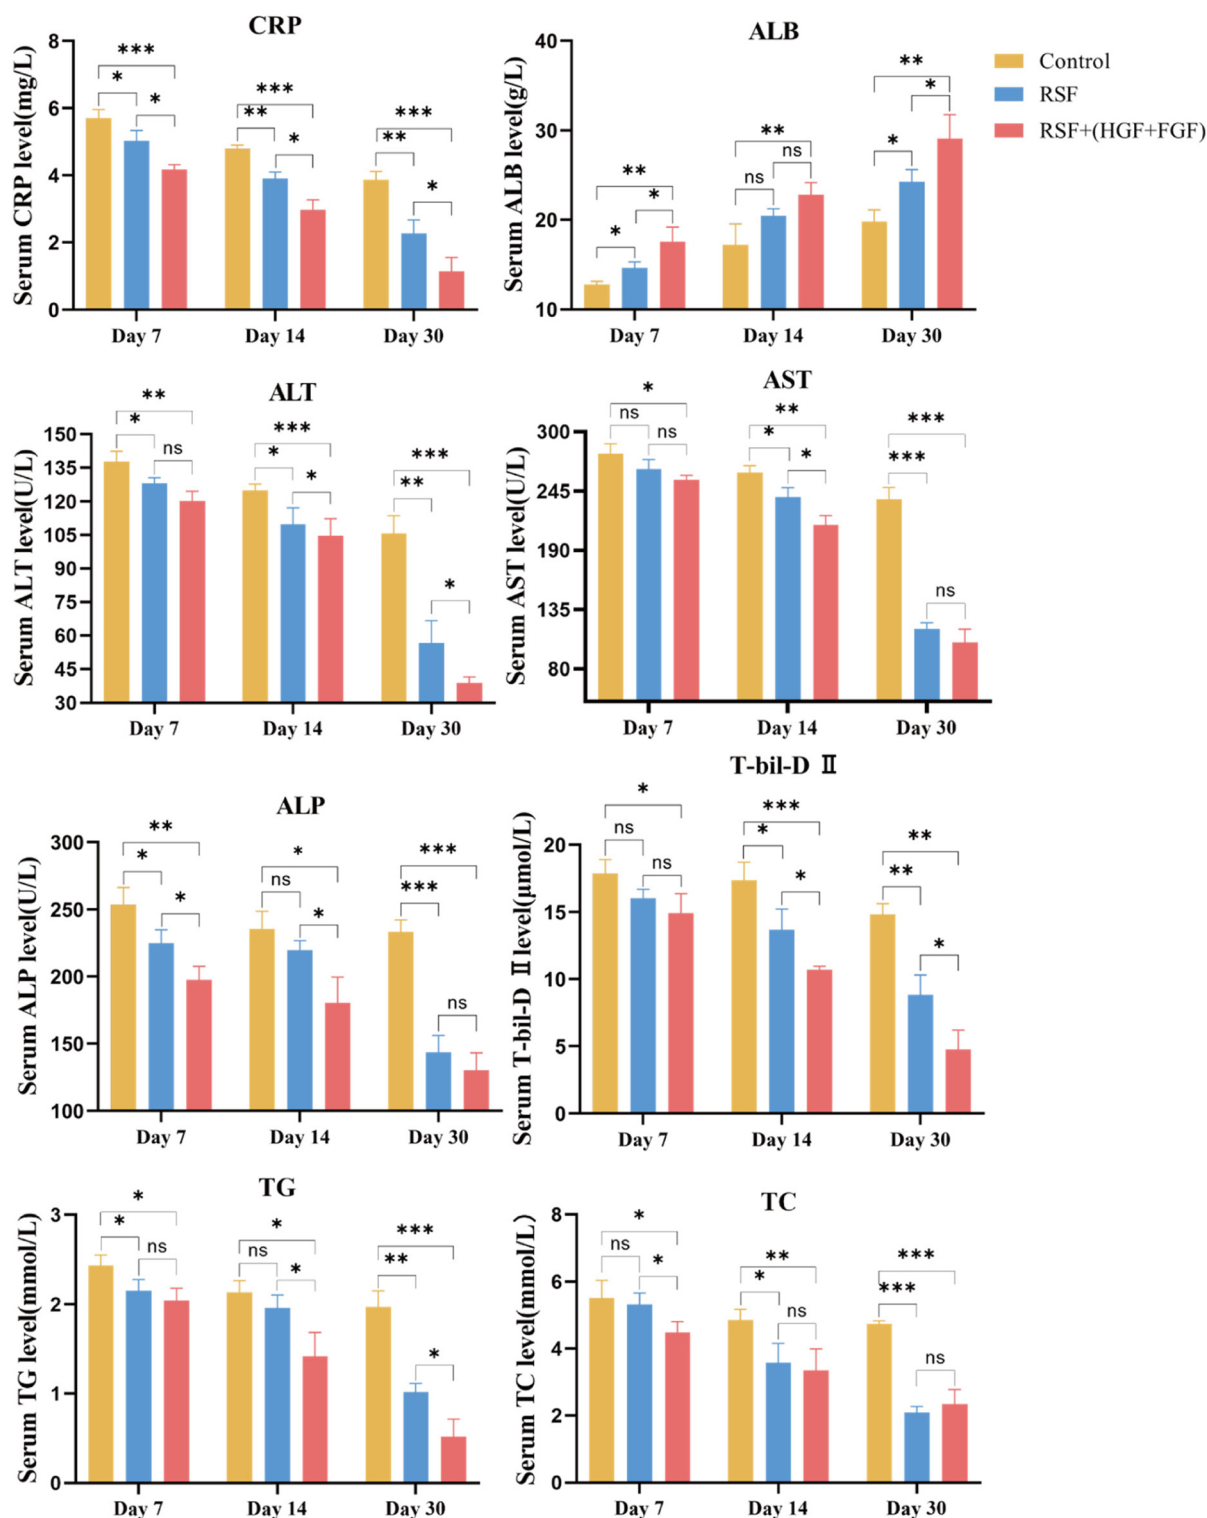 CRP
Serum CRP level(mg/L)
8
6
4
2
0
***
*
*
***
**
*
***
**
*
Day 7
Day 14
Day 30
ALB
Serum ALB level(g/L)
40
30
20
10
**
*
*
**
ns
ns
**
*
*
Day 7
Day 14
Day 30
Control
RSF
RSF+(HGF+FGF)
ALT
Serum ALT level(U/L)
150
135
120
105
90
75
60
45
30
**
*
ns
***
*
*
***
**
*
Day 7
Day 14
Day 30
AST
Serum AST level(U/L)
300
245
190
135
80
*
ns
ns
**
*
*
***
***
ns
Day 7
Day 14
Day 30
ALP
Serum ALP level(U/L)
300
250
200
150
100
**
*
*
*
ns
*
***
***
ns
Day 7
Day 14
Day 30
T-bil-D Ⅱ
Serum T-bil-D Ⅱ level(μmol/L)
20
15
10
5
0
*
ns
ns
***
*
*
**
**
*
Day 7
Day 14
Day 30
TG
Serum TG level(mmol/L)
3
2
1
0
*
*
ns
*
ns
*
***
**
*
Day 7
Day 14
Day 30
TC
Serum TC level(mmol/L)
8
6
4
2
0
*
ns
*
**
*
ns
***
***
ns
Day 7
Day 14
Day 30